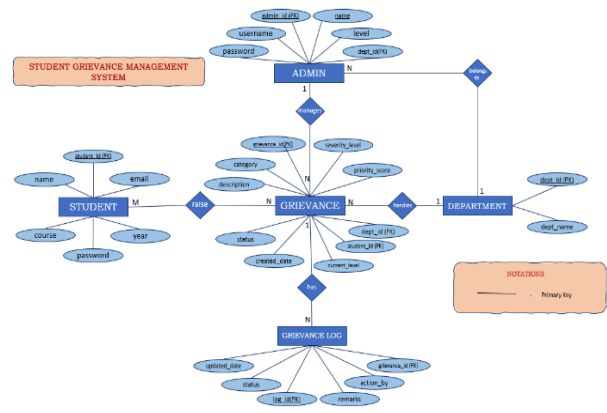 admin_id (PK)
name
username
level
password
dept_id(FK)
ADMIN
N
belongs
to
STUDENT GRIEVANCE MANAGEMENT
SYSTEM
1
manages
student_id (PK)
name
email
grievance_id(PK)
severity_level
category
priority_score
description
N
dept_id (PK)
STUDENT
M
raise
N
GRIEVANCE
N
handles
1
DEPARTMENT
1
course
year
password
status
1
dept_id (FK)
student_id (FK)
created_date
current_level
dept_name
NOTATIONS
- Primary Key
has
N
GRIEVANCE LOG
updated_date
grievance_id (FK)
status
action_by
log_id(PK)
remarks